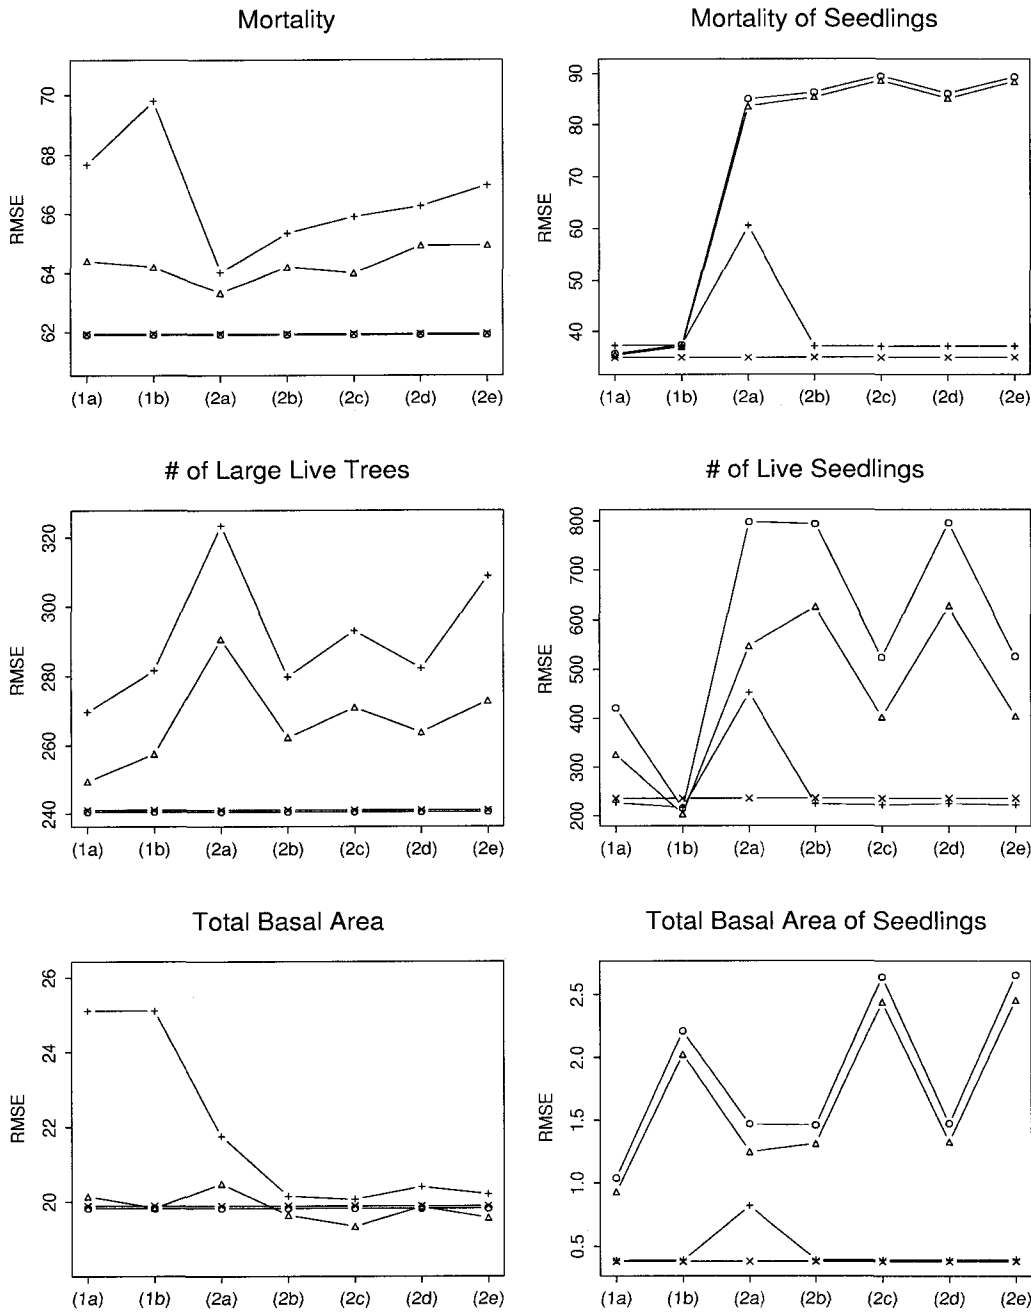 Mortality
RMSE
70
68
66
64
62
(1a) (1b) (2a) (2b) (2c) (2d) (2e)
Mortality of Seedlings
RMSE
90
80
70
60
50
40
(1a) (1b) (2a) (2b) (2c) (2d) (2e)
# of Large Live Trees
RMSE
320
300
280
260
240
(1a) (1b) (2a) (2b) (2c) (2d) (2e)
# of Live Seedlings
RMSE
800
700
600
500
400
300
200
(1a) (1b) (2a) (2b) (2c) (2d) (2e)
Total Basal Area
RMSE
26
24
22
20
(1a) (1b) (2a) (2b) (2c) (2d) (2e)
Total Basal Area of Seedlings
RMSE
2.5
2.0
1.5
1.0
0.5
(1a) (1b) (2a) (2b) (2c) (2d) (2e)